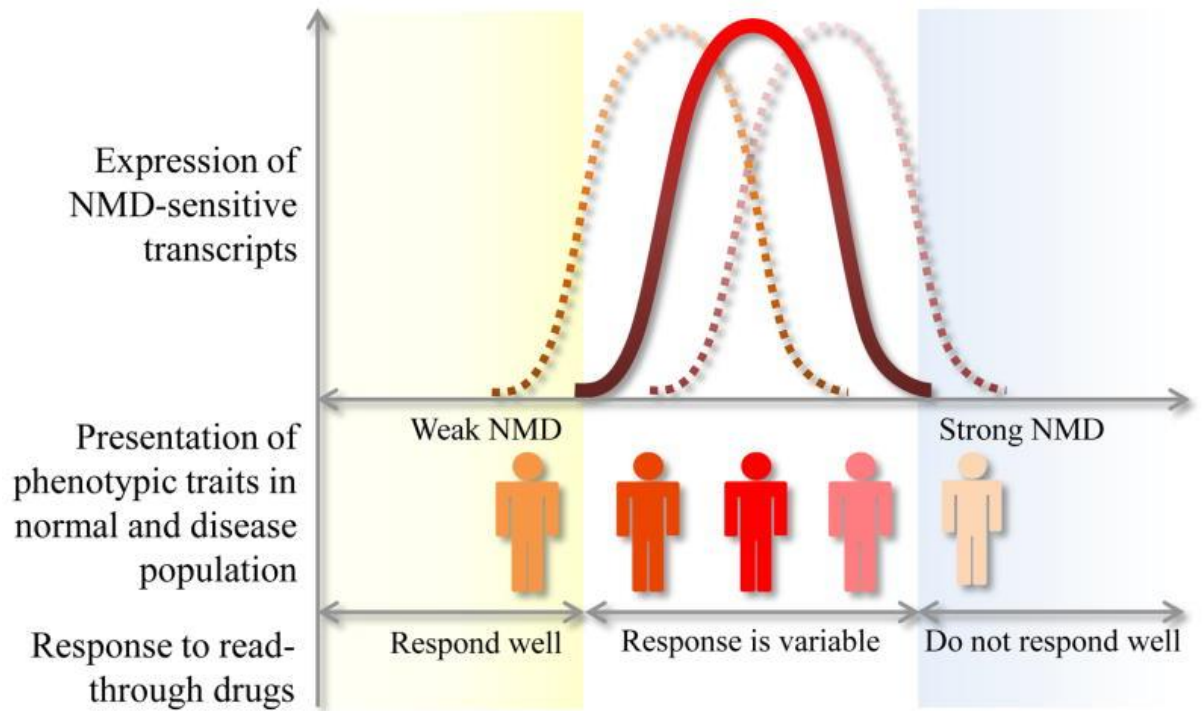 Expression of
NMD-sensitive
transcripts
Weak NMD
Strong NMD
Presentation of
phenotypic traits in
normal and disease
population
Respond well
Response is variable
Do not respond well
Response to read-
through drugs